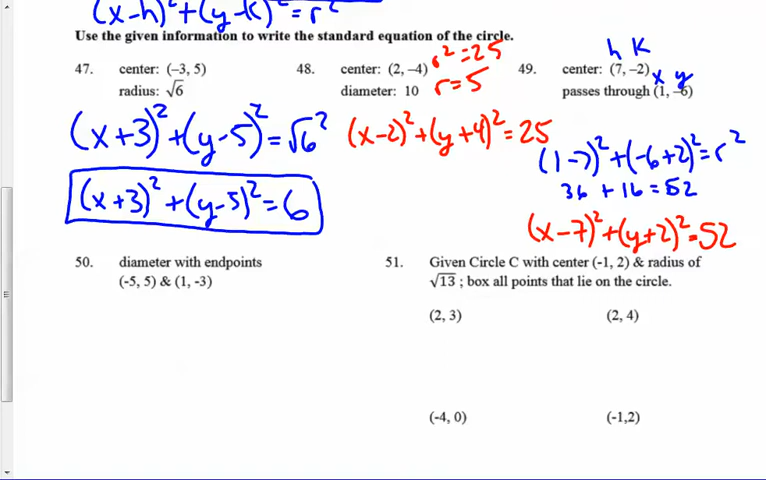 (x-h)²+(y-k)²=r²
Use the given information to write the standard equation of the circle.
47. center: (–3, 5)
radius: √6
(x+3)²+(y-5)²=√6²
(x+3)²+(y-5)²=6
48. center: (2, –4)
diameter: 10
r²=25
r=5
(x-2)²+(y+4)²=25
49. center: (7, –2)
h K
passes through (1, –6)
x y
(1-7)²+(-6+2)²=r²
36 + 16 = 52
(x-7)²+(y+2)²=52
50. diameter with endpoints
(-5, 5) & (1, -3)
51. Given Circle C with center (-1, 2) & radius of
√13 ; box all points that lie on the circle.
(2, 3) (2, 4)
(-4, 0) (-1,2)